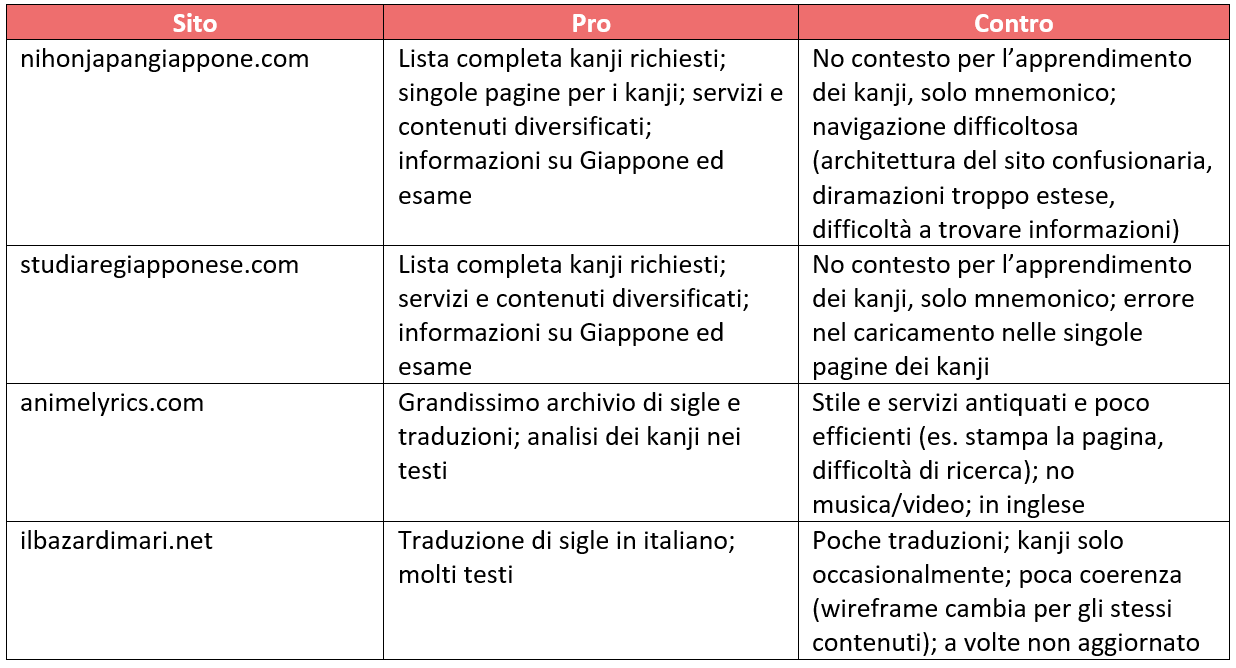 Sito Pro Contro
nihonjapangiappone.com
Lista completa kanji richiesti;
singole pagine per i kanji; servizi e
contenuti diversificati;
informazioni su Giappone ed
esame
No contesto per l’apprendimento
dei kanji, solo mnemonico;
navigazione difficoltosa
(architettura del sito confusionaria,
diramazioni troppo estese,
difficoltà a trovare informazioni)
studiaregiapponese.com
Lista completa kanji richiesti;
servizi e contenuti diversificati;
informazioni su Giappone ed
esame
No contesto per l’apprendimento
dei kanji, solo mnemonico; errore
nel caricamento nelle singole
pagine dei kanji
animelyrics.com
Grandissimo archivio di sigle e
traduzioni; analisi dei kanji nei
testi
Stile e servizi antiquati e poco
efficienti (es. stampa la pagina,
difficoltà di ricerca); no
musica/video; in inglese
ilbazardimari.net
Traduzione di sigle in italiano;
molti testi
Poche traduzioni; kanji solo
occasionalmente; poca coerenza
(wireframe cambia per gli stessi
contenuti); a volte non aggiornato